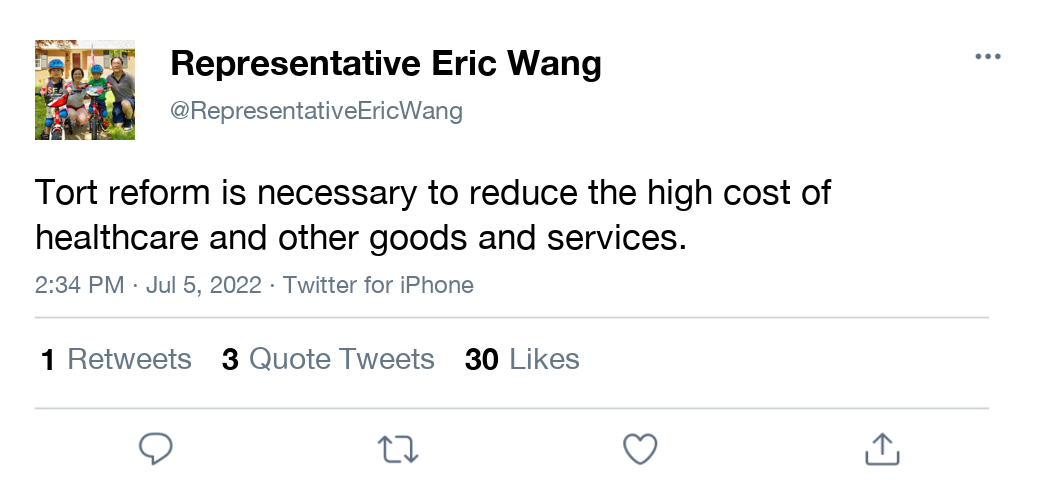 Representative Eric Wang
@RepresentativeEricWang
Tort reform is necessary to reduce the high cost of
healthcare and other goods and services.
2:34 PM · Jul 5, 2022 · Twitter for iPhone
1 Retweets 3 Quote Tweets 30 Likes